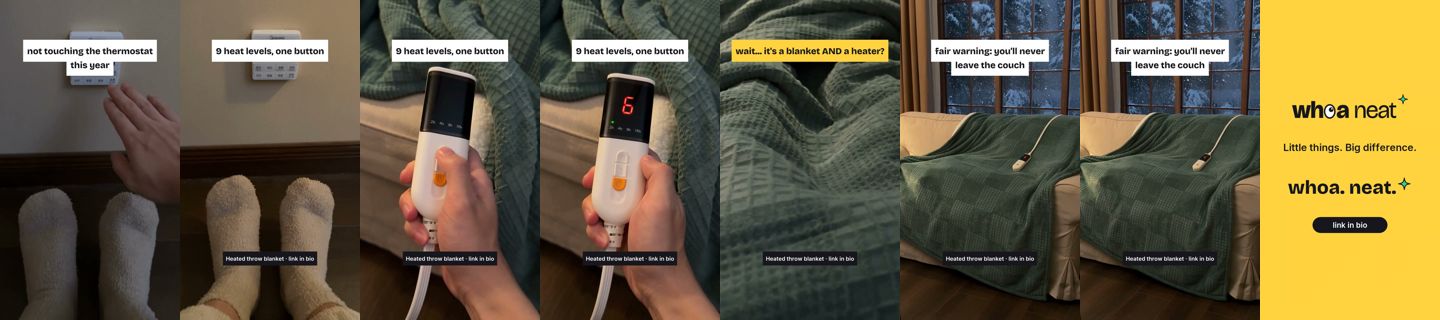 not touching the thermostat
this year
9 heat levels, one button
Heated throw blanket · link in bio
9 heat levels, one button
Heated throw blanket · link in bio
9 heat levels, one button
6
Heated throw blanket · link in bio
wait... it's a blanket AND a heater?
Heated throw blanket · link in bio
fair warning: you'll never
leave the couch
Heated throw blanket · link in bio
fair warning: you'll never
leave the couch
Heated throw blanket · link in bio
whoa neat
Little things. Big difference.
whoa. neat.
link in bio